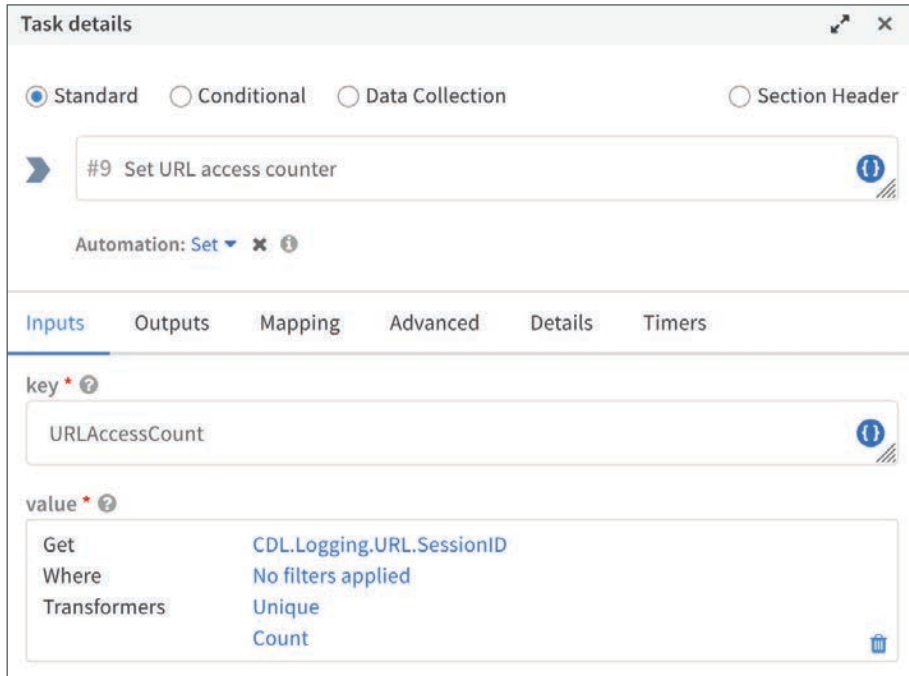 Task details
Standard Conditional Data Collection Section Header
#9 Set URL access counter
Automation: Set
Inputs Outputs Mapping Advanced Details Timers
key *
URLAccessCount
value *
Get CDL.Logging.URL.SessionID
Where No filters applied
Transformers Unique
Count